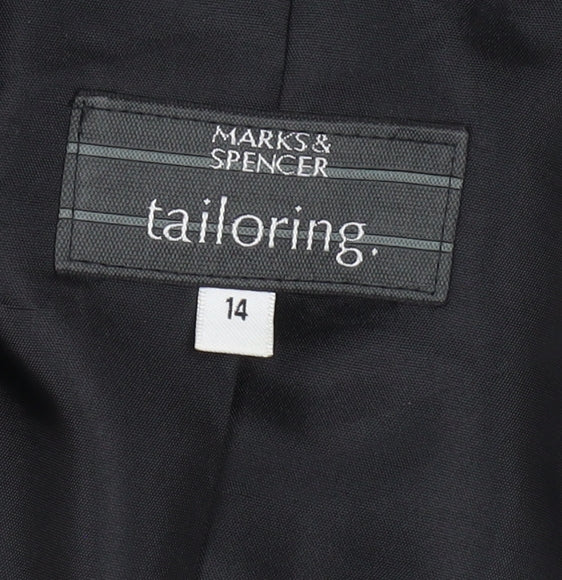 MARKS &
SPENCER
tailoring.
14